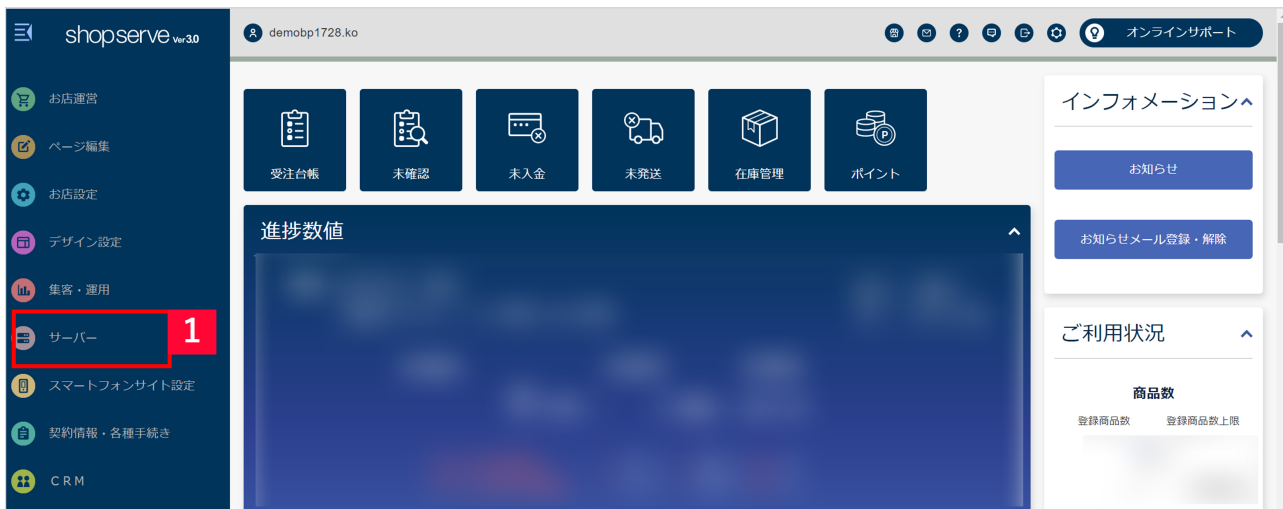 shopserve Ver3.0
demobp1728.ko
オンラインサポート
お店運営
ページ編集
お店設定
デザイン設定
集客・運用
サーバー
1
スマートフォンサイト設定
契約情報・各種手続き
CRM
受注台帳
未確認
未入金
未発送
在庫管理
ポイント
進捗数値
インフォメーション
お知らせ
お知らせメール登録・解除
ご利用状況
商品数
登録商品数 登録商品数上限